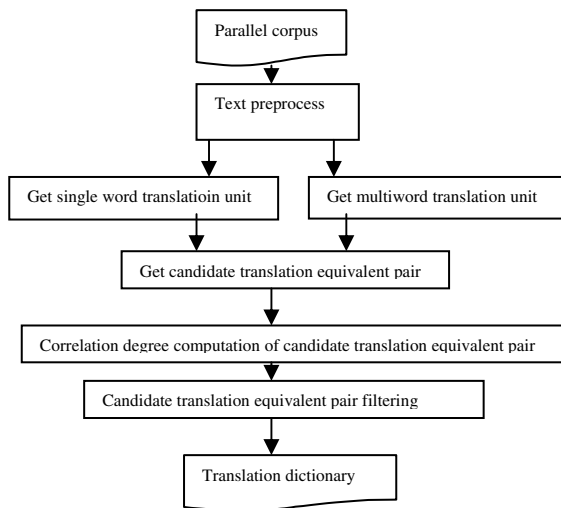 Parallel corpus
Text preprocess
Get single word translatioin unit
Get multiword translation unit
Get candidate translation equivalent pair
Correlation degree computation of candidate translation equivalent pair
Candidate translation equivalent pair filtering
Translation dictionary